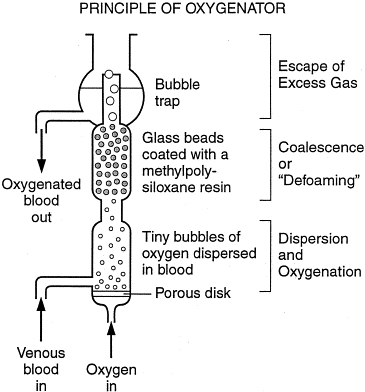 PRINCIPLE OF OXYGENATOR
Bubble
trap
Escape of
Excess Gas
Glass beads
coated with a
methylpoly-
siloxane resin
Coalescence
or
"Defoaming"
Oxygenated
blood
out
Tiny bubbles of
oxygen dispersed
in blood
Dispersion
and
Oxygenation
Porous disk
Venous
blood
in
Oxygen
in